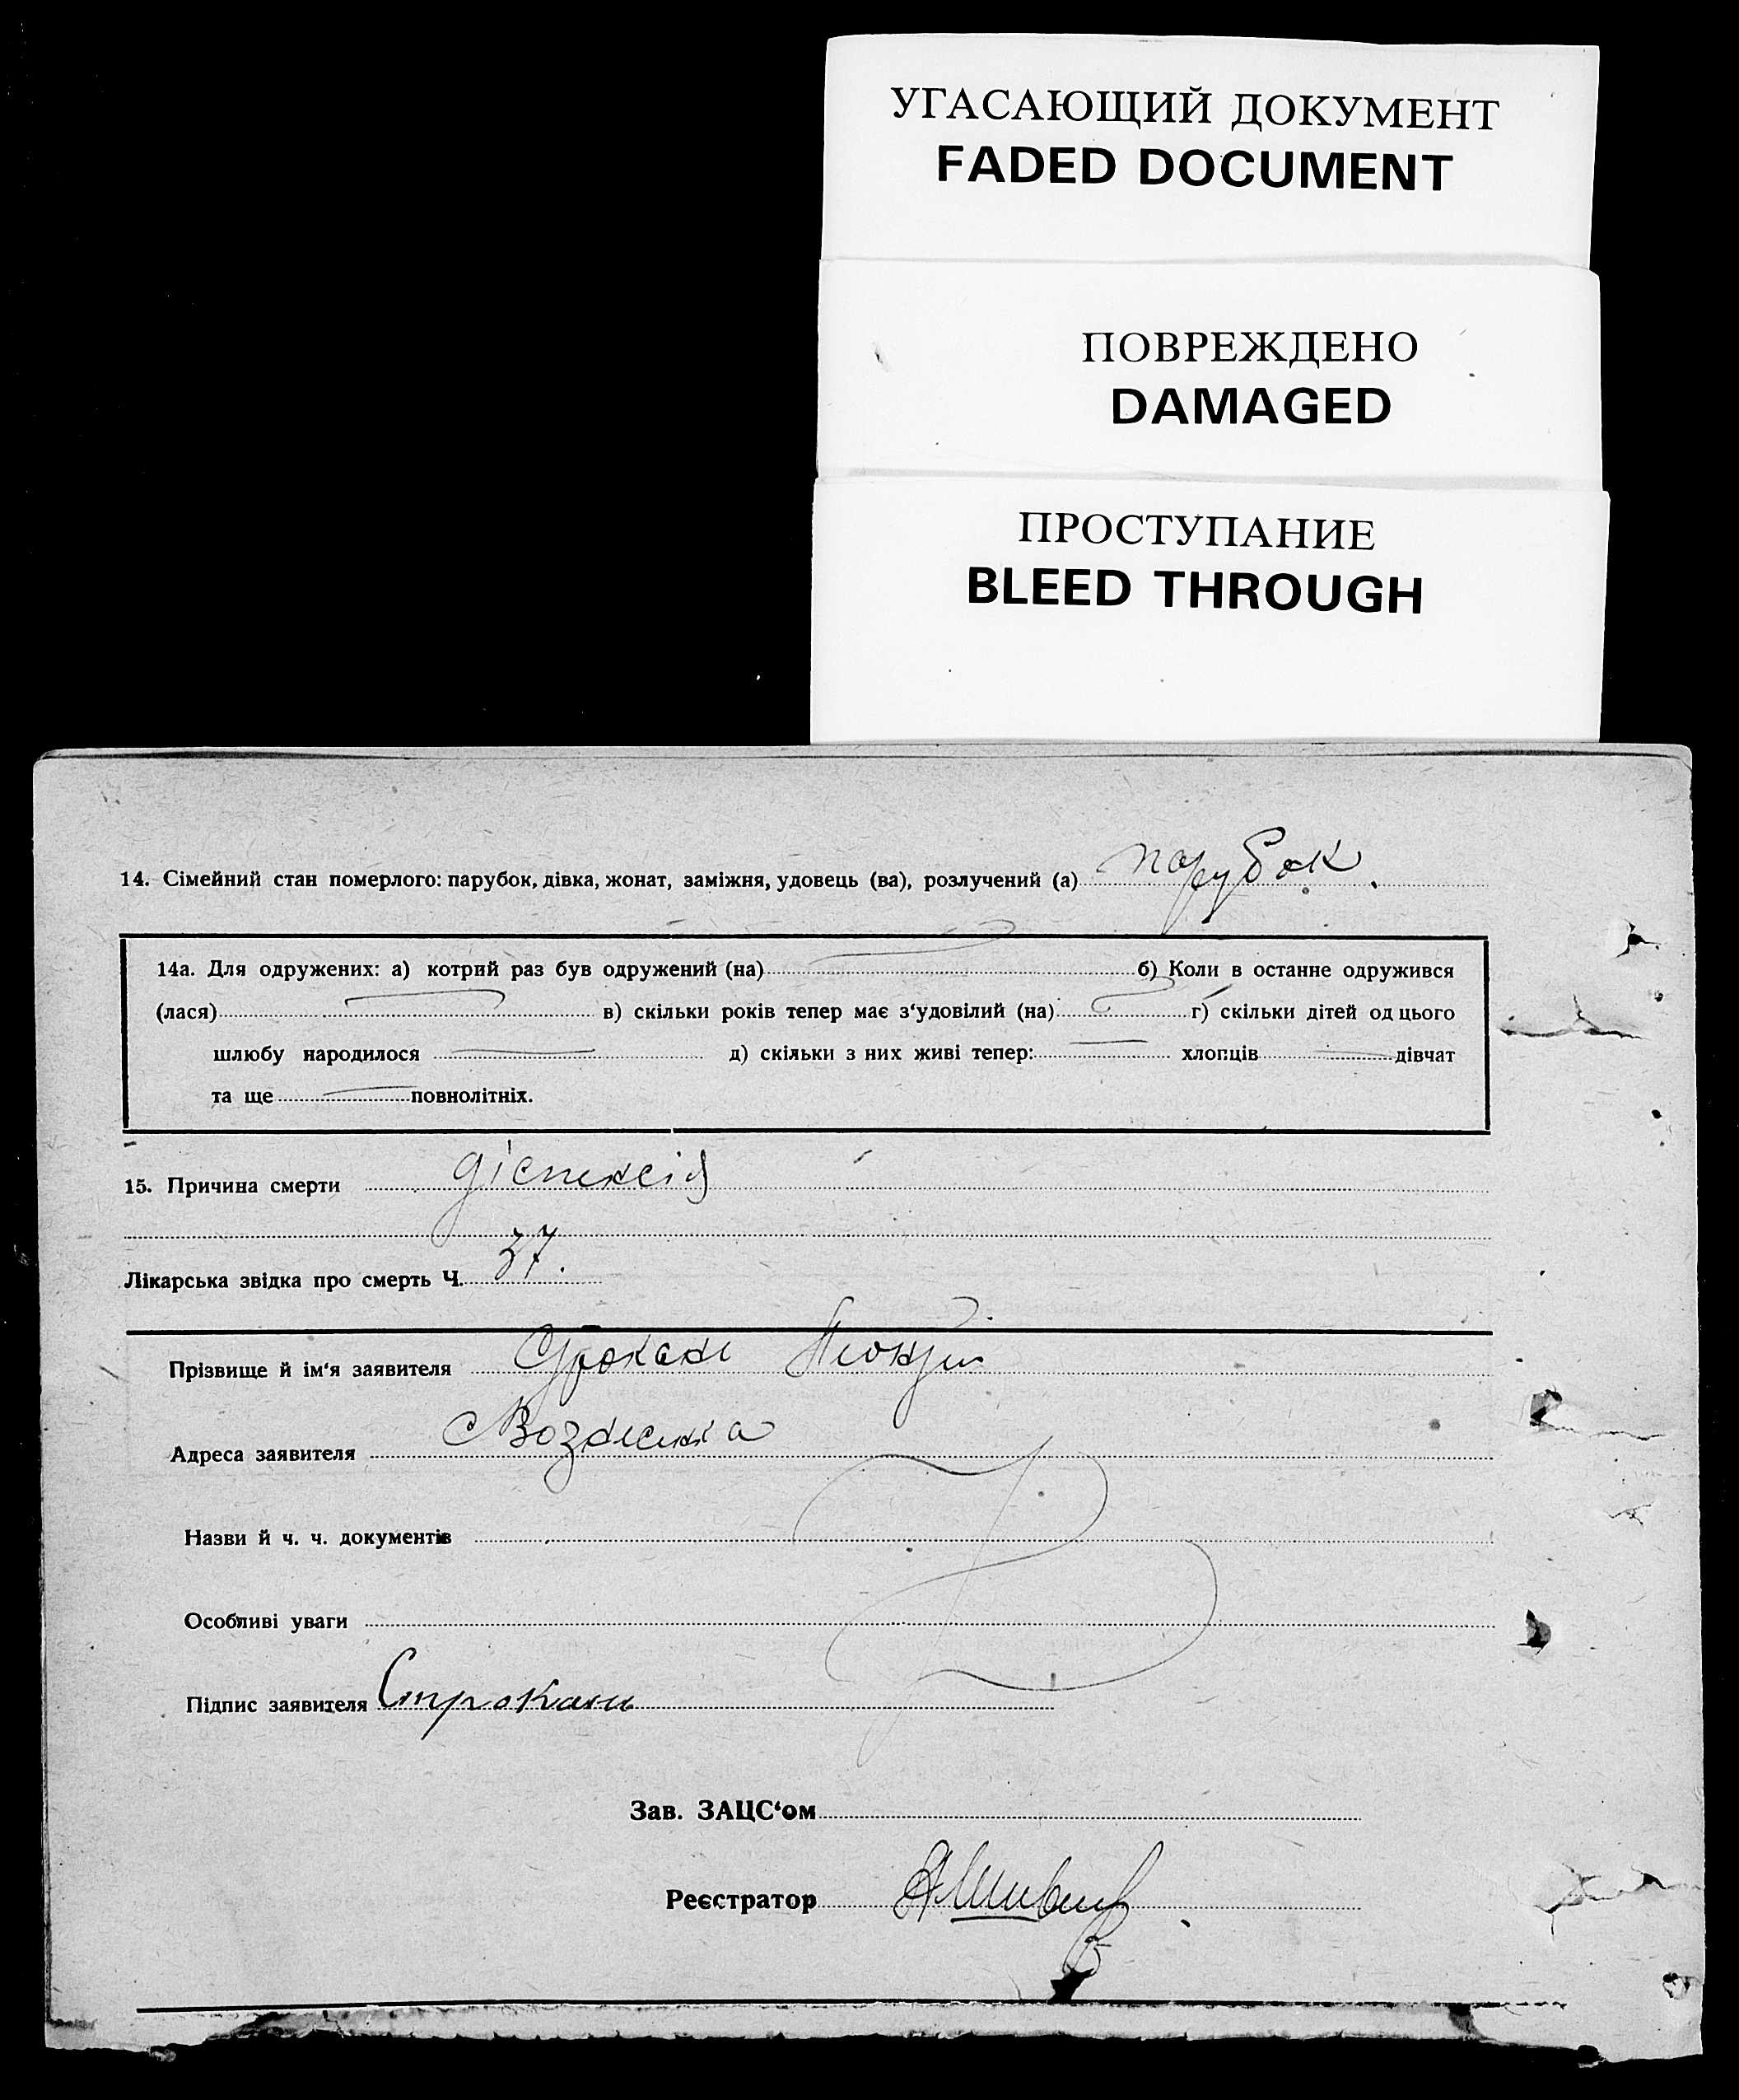 УГАСАЮЩИЙ ДОКУМЕНТ
FADED DOCUMENT
ПОВРЕЖДЕНО
DAMAGED
ПРОСТУПАНИЕ
BLEED THROUGH
14. Сімейний стан померлого: парубок, дівка, жонат, заміжня, удовець (ва), розлучений (а) парубок.
14а. Для одружених: а) котрий раз був одружений (на) б) Коли в останне одружився
(лася) в) скільки років тепер має з‘удовілий (на) г) скільки дітей од цього
шлюбу народилося д) скільки з них живі тепер: хлопців дівчат
та ще повнолітніх.
15. Причина смерти діспексія
Лікарська звідка про смерть Ч. 37.
Прізвище й ім‘я заявителя
Адреса заявителя
Назви й ч. ч. документів
Особливі уваги
Підпис заявителя Строкань
Зав. ЗАЦС‘ом
Реєстратор